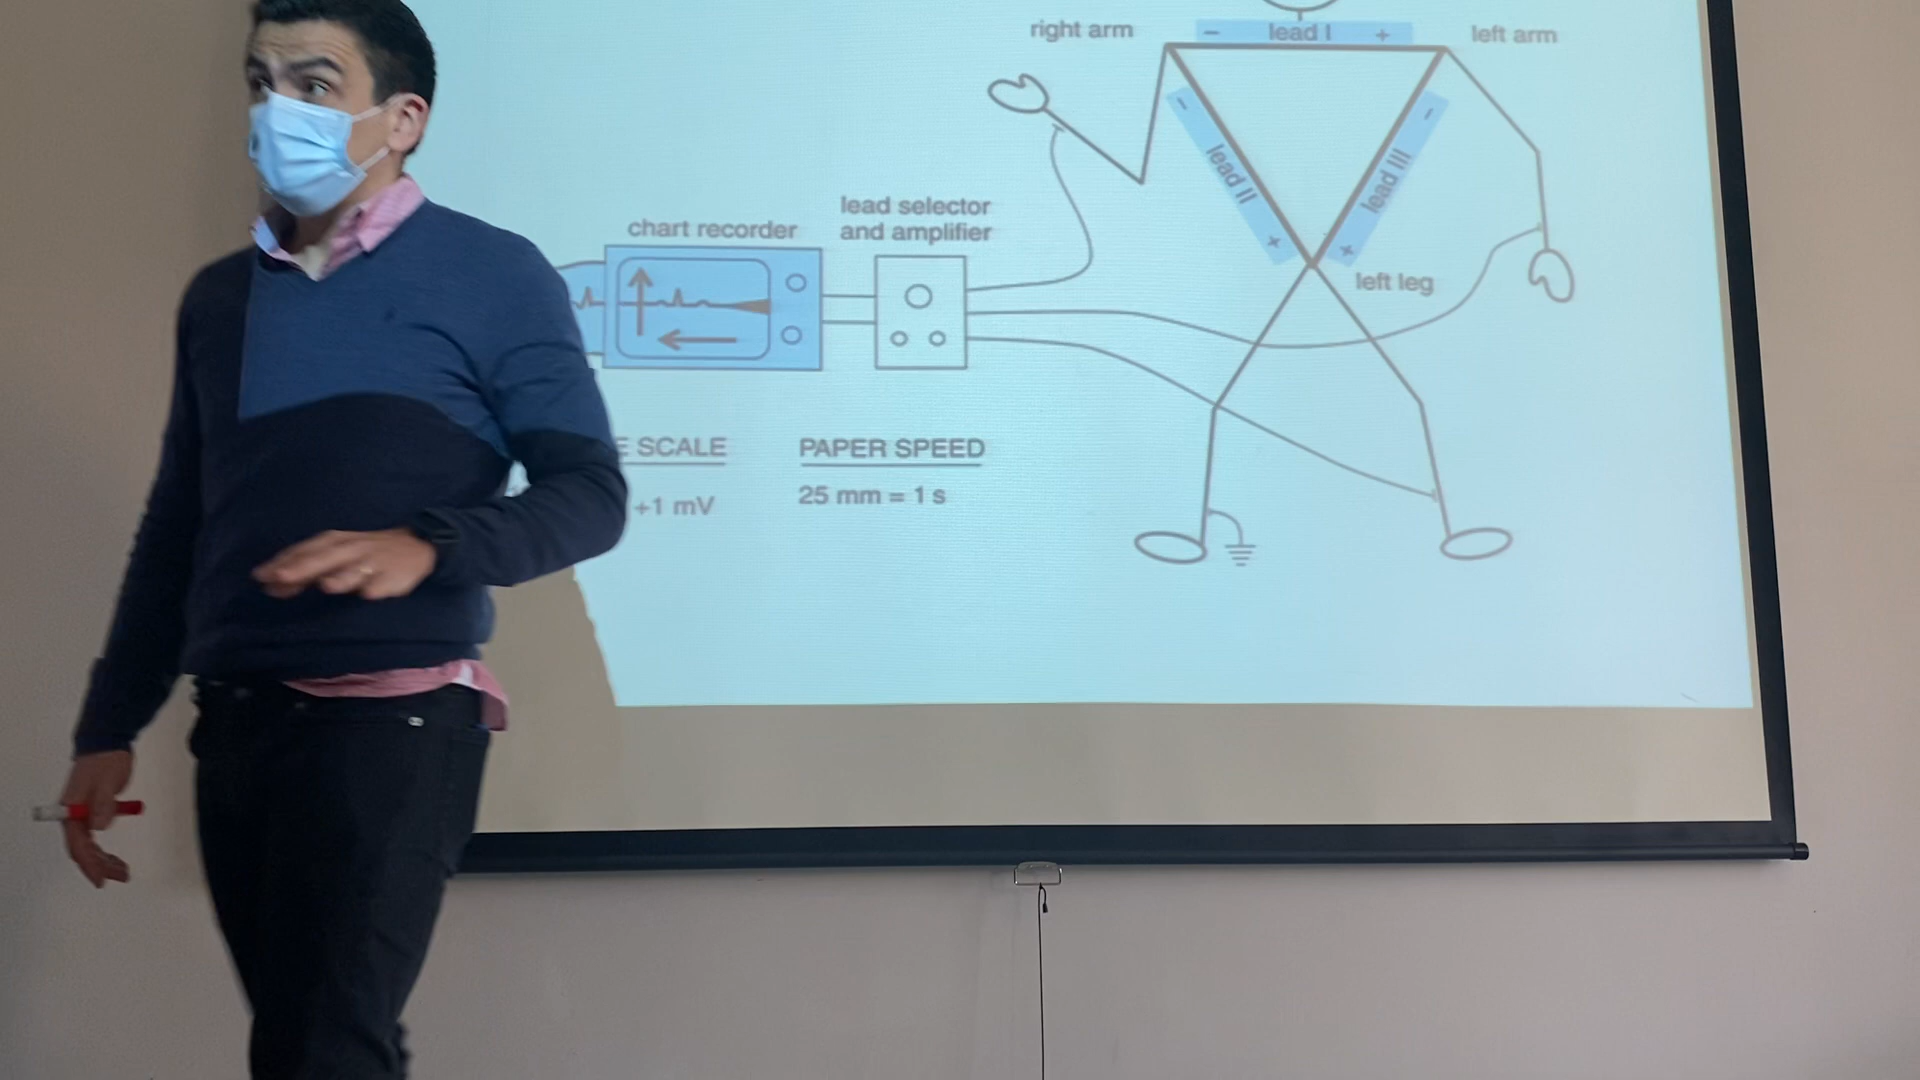 right arm
− lead I +
left arm
− lead II +
− lead III +
left leg
chart recorder
lead selector
and amplifier
SCALE
+1 mV
PAPER SPEED
25 mm = 1 s